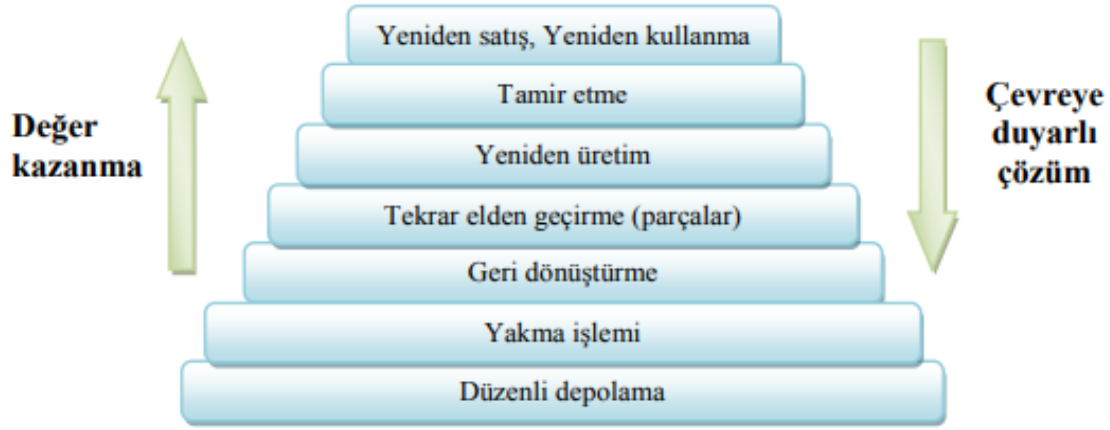 Yeniden satış, Yeniden kullanma
Tamir etme
Yeniden üretim
Tekrar elden geçirme (parçalar)
Geri dönüştürme
Yakma işlemi
Düzenli depolama
Değer
kazanma
Çevreye
duyarlı
çözüm